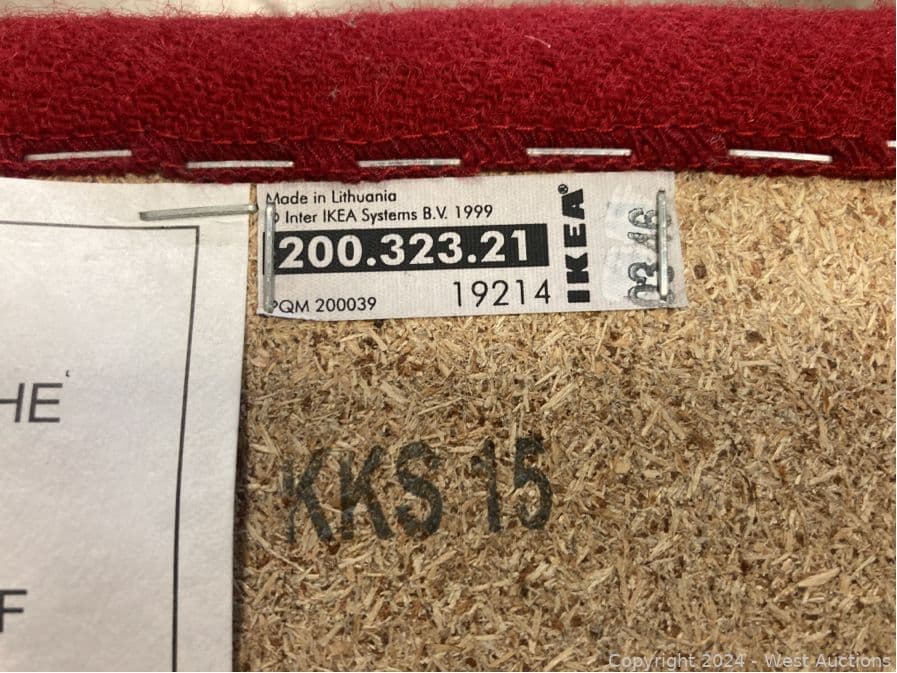 Made in Lithuania
© Inter IKEA Systems B.V. 1999
200.323.21
PQM 200039
19214
IKEA®
HE
KKS 15
F
Copyright 2024 - West Auctions